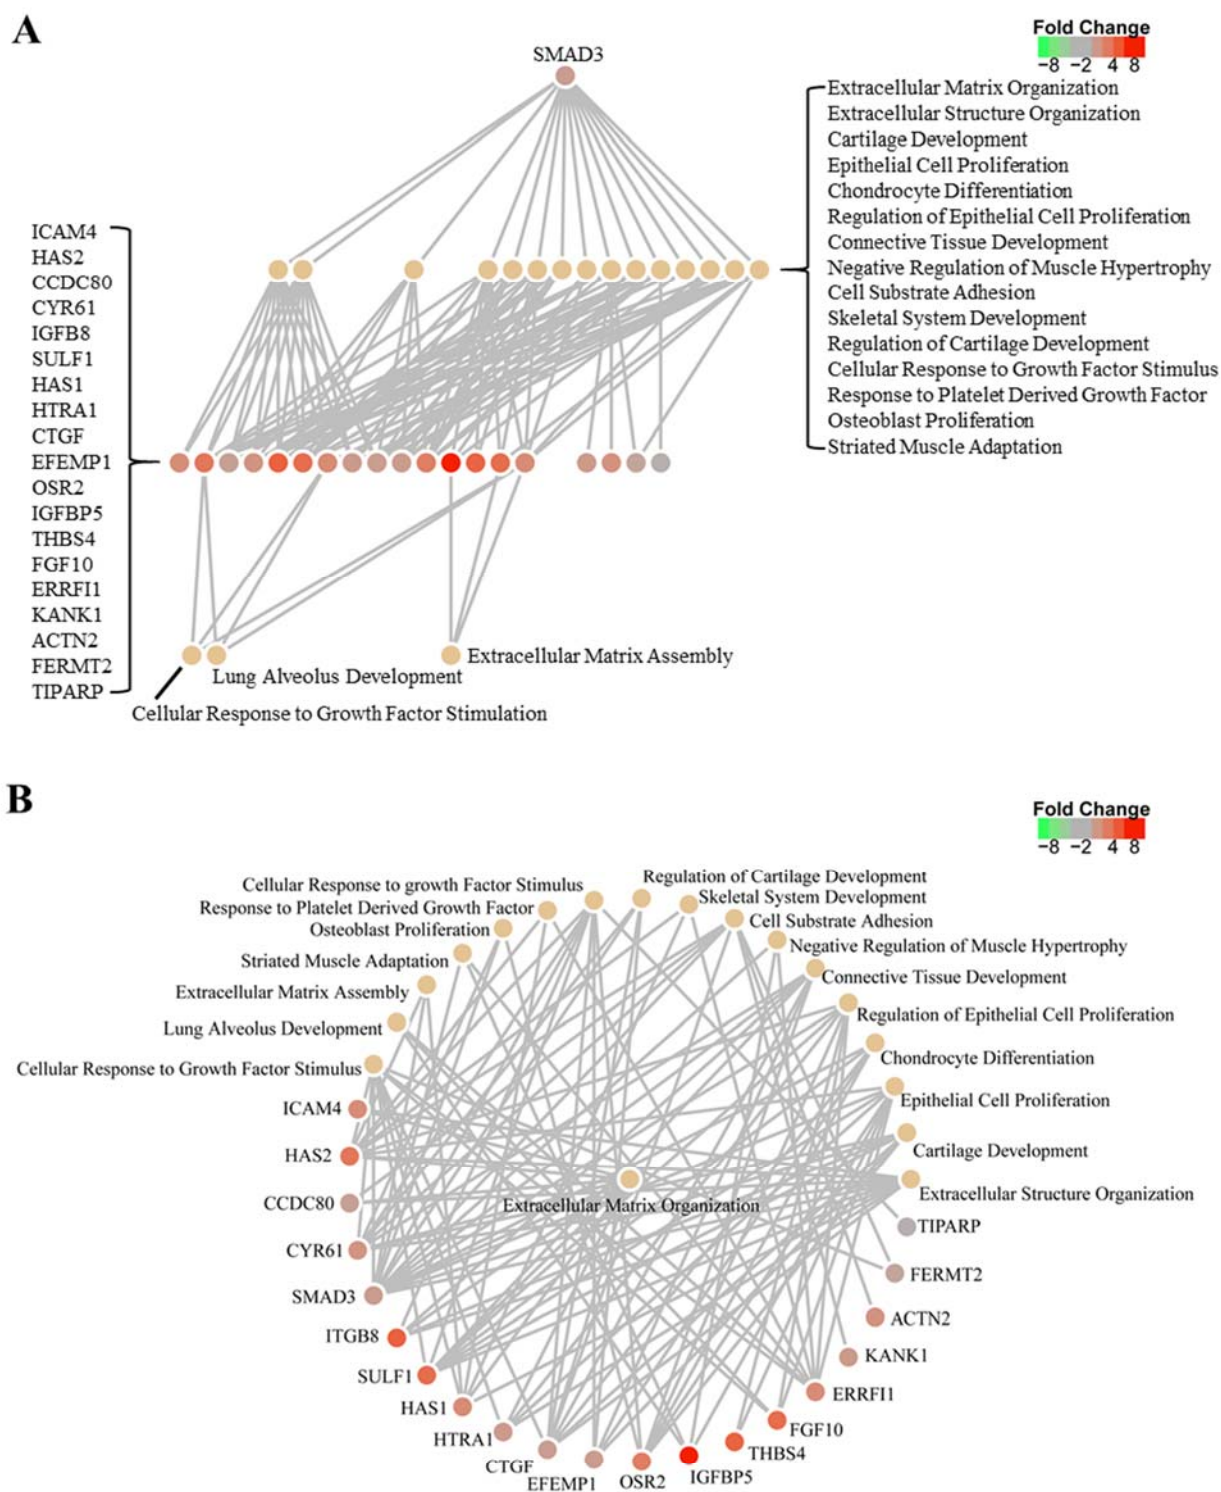 A
Fold Change
−8 −2 4 8
SMAD3
Extracellular Matrix Organization
Extracellular Structure Organization
Cartilage Development
Epithelial Cell Proliferation
Chondrocyte Differentiation
Regulation of Epithelial Cell Proliferation
Connective Tissue Development
Negative Regulation of Muscle Hypertrophy
Cell Substrate Adhesion
Skeletal System Development
Regulation of Cartilage Development
Cellular Response to Growth Factor Stimulus
Response to Platelet Derived Growth Factor
Osteoblast Proliferation
Striated Muscle Adaptation
ICAM4
HAS2
CCDC80
CYR61
IGFB8
SULF1
HAS1
HTRA1
CTGF
EFEMP1
OSR2
IGFBP5
THBS4
FGF10
ERRFI1
KANK1
ACTN2
FERMT2
TIPARP
Extracellular Matrix Assembly
Lung Alveolus Development
Cellular Response to Growth Factor Stimulation
B
Fold Change
−8 −2 4 8
Cellular Response to growth Factor Stimulus
Response to Platelet Derived Growth Factor
Osteoblast Proliferation
Striated Muscle Adaptation
Extracellular Matrix Assembly
Lung Alveolus Development
Cellular Response to Growth Factor Stimulus
Regulation of Cartilage Development
Skeletal System Development
Cell Substrate Adhesion
Negative Regulation of Muscle Hypertrophy
Connective Tissue Development
Regulation of Epithelial Cell Proliferation
Chondrocyte Differentiation
Epithelial Cell Proliferation
Cartilage Development
Extracellular Structure Organization
Extracellular Matrix Organization
ICAM4
HAS2
CCDC80
CYR61
SMAD3
ITGB8
SULF1
HAS1
HTRA1
CTGF
EFEMP1
OSR2
IGFBP5
THBS4
FGF10
ERRFI1
KANK1
ACTN2
FERMT2
TIPARP